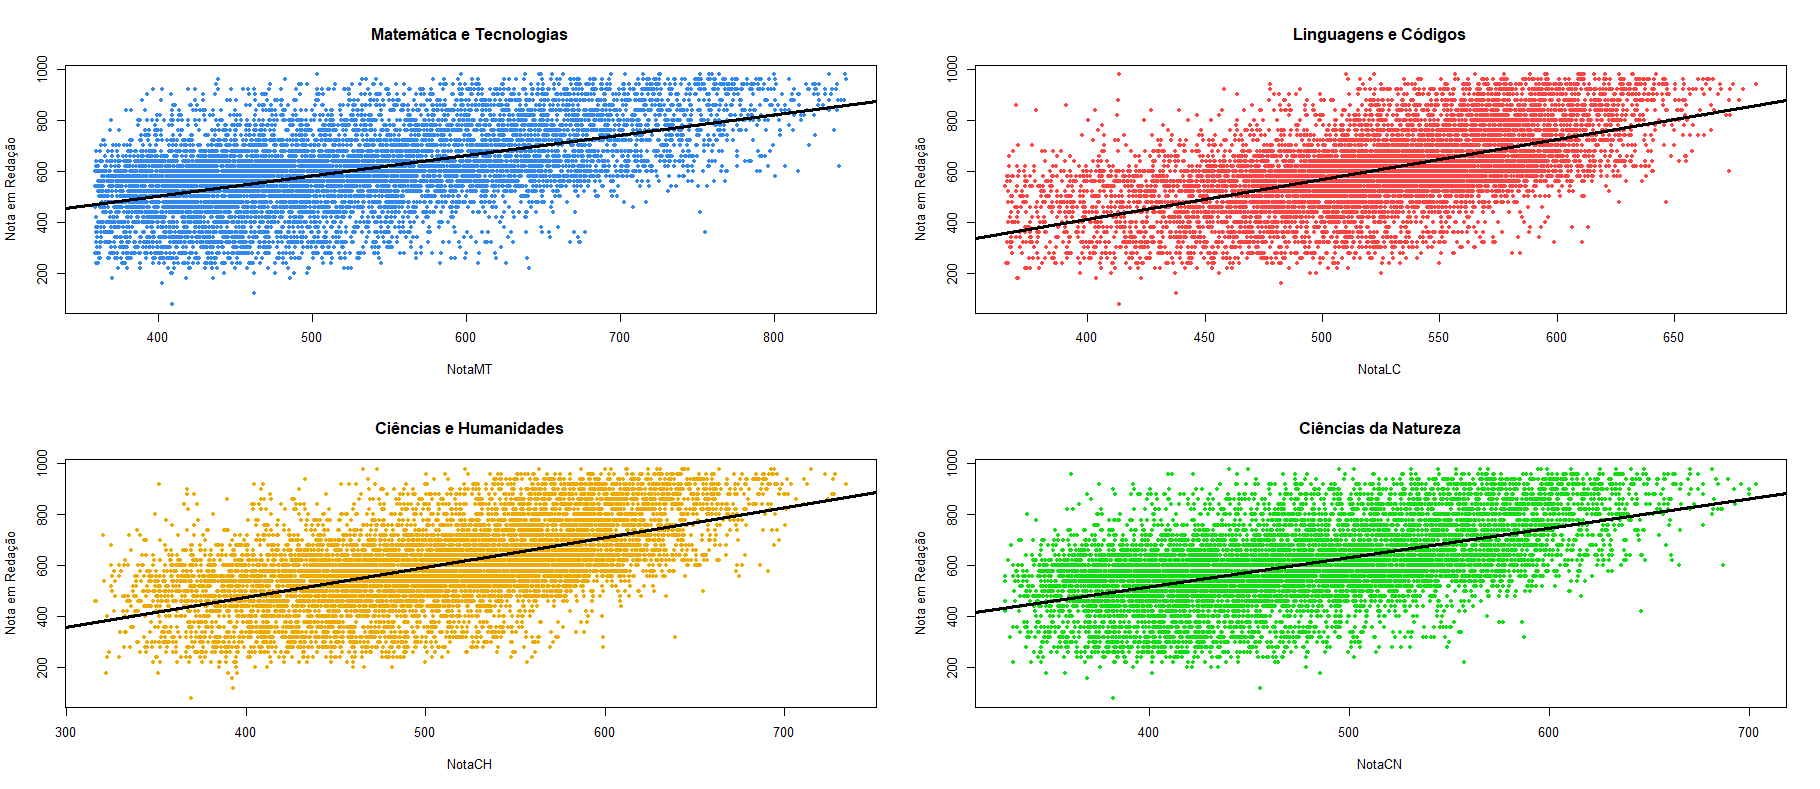 Matemática e Tecnologias
Nota em Redação
200 400 600 800 1000
400 500 600 700 800
NotaMT
Linguagens e Códigos
Nota em Redação
200 400 600 800 1000
400 450 500 550 600 650
NotaLC
Ciências e Humanidades
Nota em Redação
200 400 600 800 1000
300 400 500 600 700
NotaCH
Ciências da Natureza
Nota em Redação
200 400 600 800 1000
400 500 600 700
NotaCN